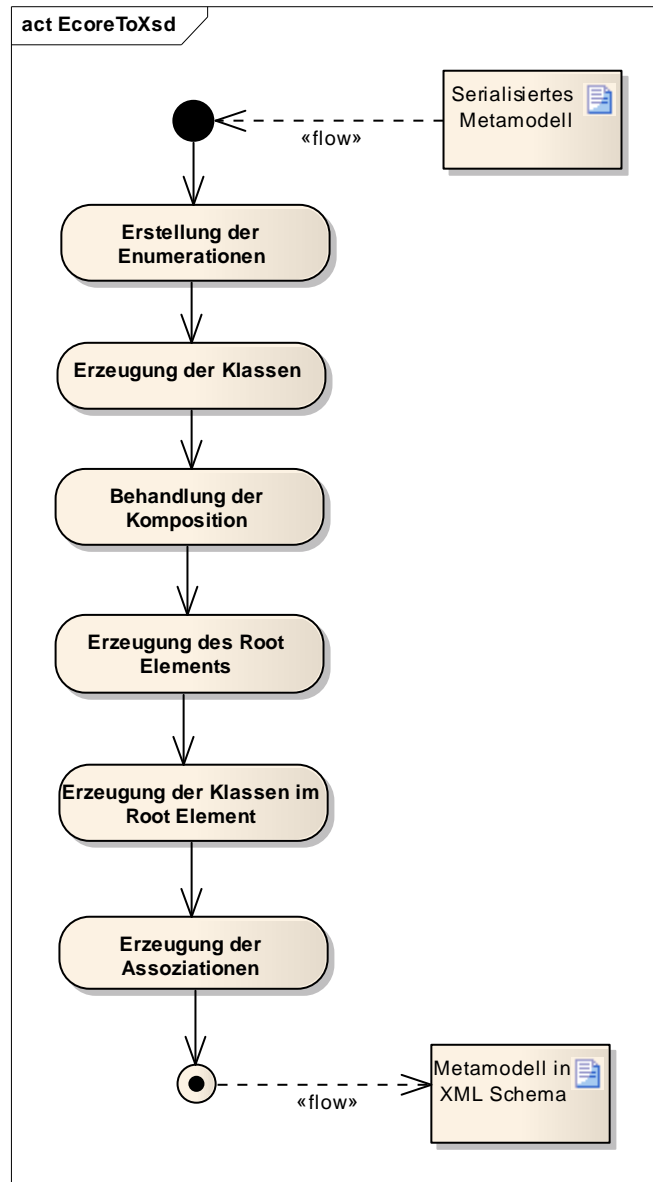 act EcoreToXsd
Serialisiertes
Metamodell
«flow»
Erstellung der
Enumerationen
Erzeugung der Klassen
Behandlung der
Komposition
Erzeugung des Root
Elements
Erzeugung der Klassen im
Root Element
Erzeugung der
Assoziationen
Metamodell in
XML Schema
«flow»